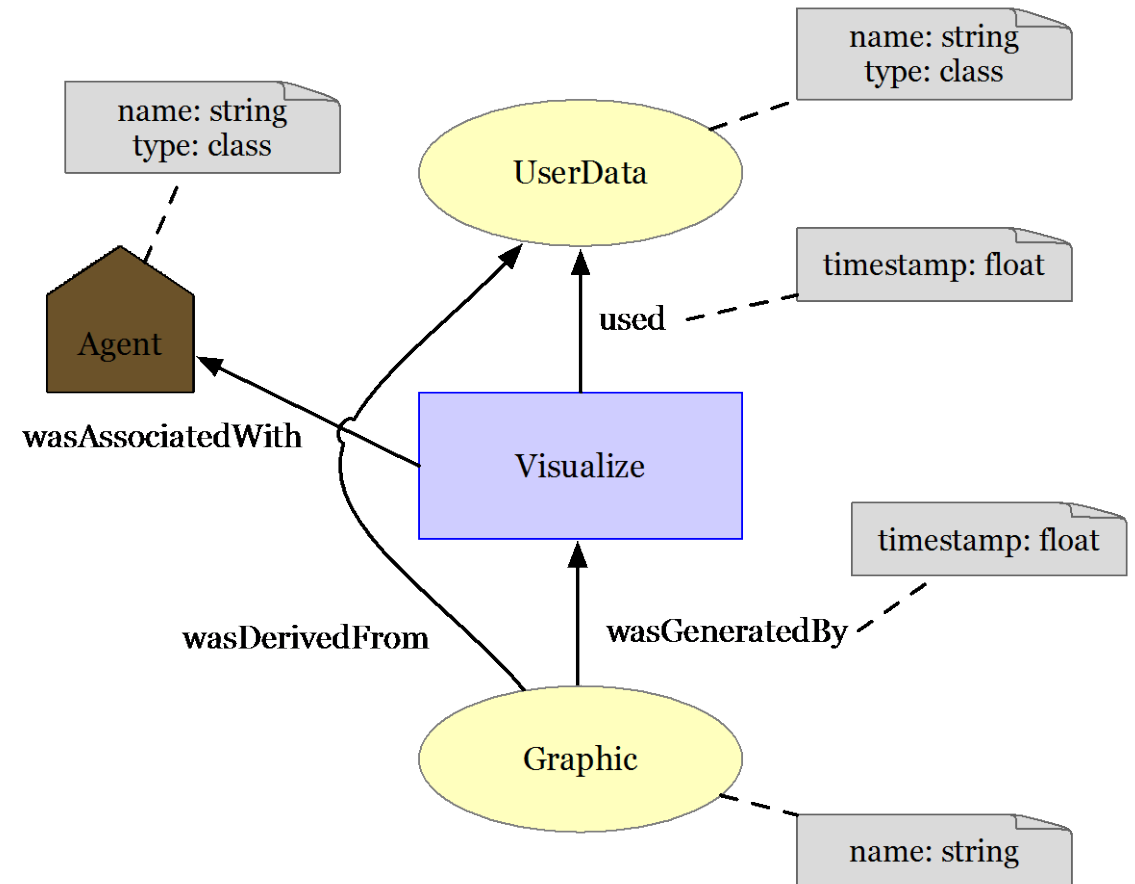 name: string
type: class
name: string
type: class
UserData
timestamp: float
used
Agent
wasAssociatedWith
Visualize
timestamp: float
wasGeneratedBy
wasDerivedFrom
Graphic
name: string